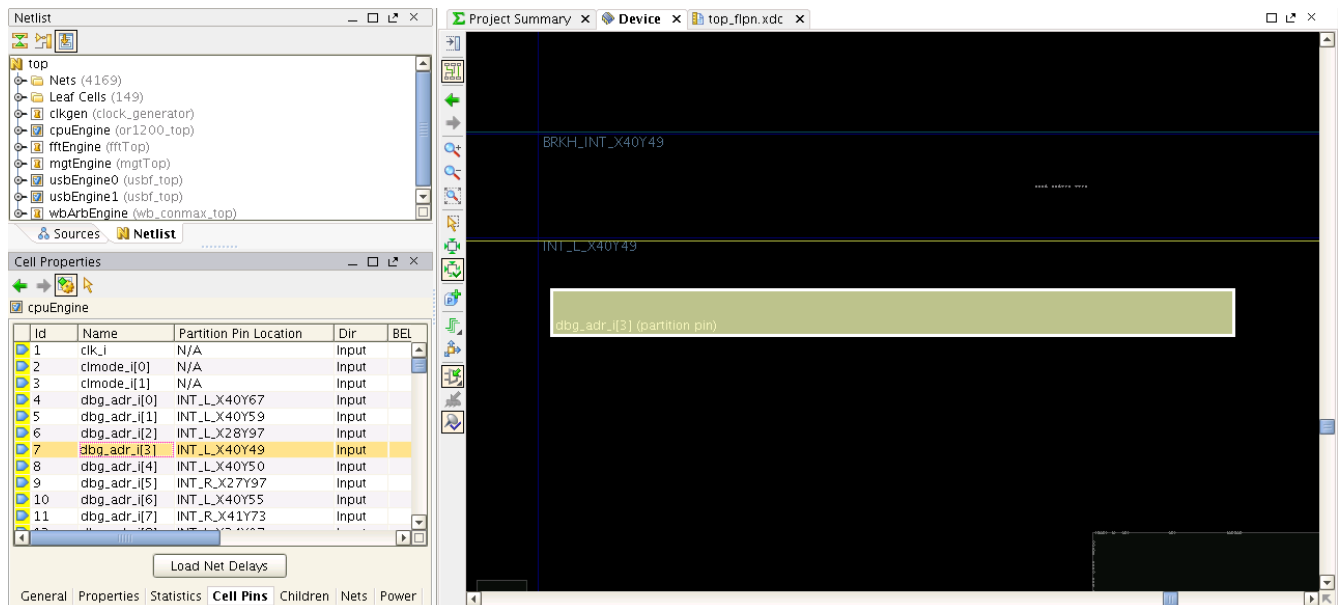 Netlist
top
Nets (4169)
Leaf Cells (149)
clkgen (clock_generator)
cpuEngine (or1200_top)
fftEngine (fftTop)
mgtEngine (mgtTop)
usbEngine0 (usbf_top)
usbEngine1 (usbf_top)
wbArbEngine (wb_conmax_top)
Sources Netlist
Cell Properties
cpuEngine
Id Name Partition Pin Location Dir BEL
1 clk_i N/A Input
2 clmode_i[0] N/A Input
3 clmode_i[1] N/A Input
4 dbg_adr_i[0] INT_L_X40Y67 Input
5 dbg_adr_i[1] INT_L_X40Y59 Input
6 dbg_adr_i[2] INT_L_X28Y97 Input
7 dbg_adr_i[3] INT_L_X40Y49 Input
8 dbg_adr_i[4] INT_L_X40Y50 Input
9 dbg_adr_i[5] INT_R_X27Y97 Input
10 dbg_adr_i[6] INT_L_X40Y55 Input
11 dbg_adr_i[7] INT_R_X41Y73 Input
Load Net Delays
General Properties Statistics Cell Pins Children Nets Power
Project Summary Device top_flpn.xdc
BRKH_INT_X40Y49
INT_L_X40Y49
dbg_adr_i[3] (partition pin)